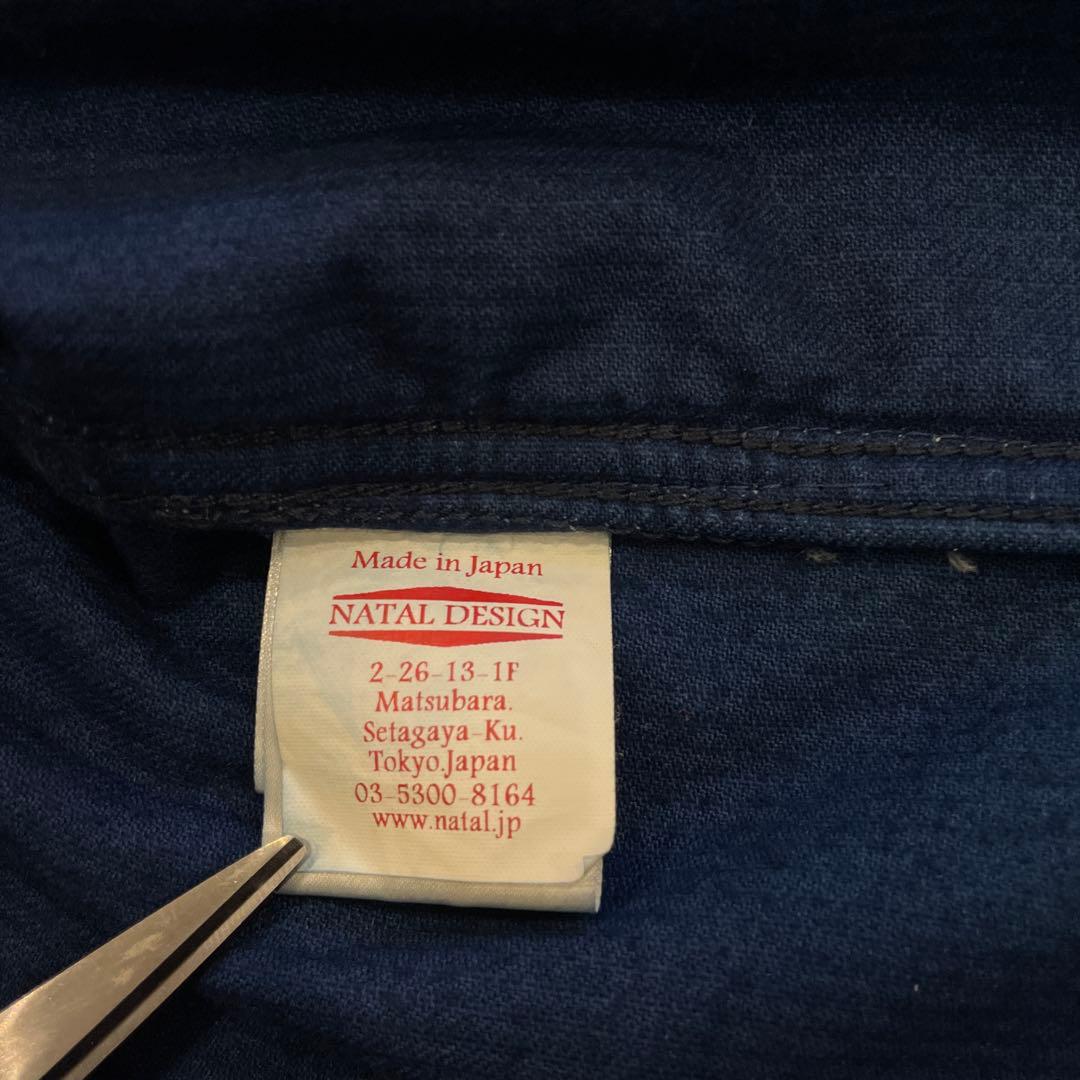 Made in Japan
NATAL DESIGN
2-26-13-1F
Matsubara.
Setagaya-Ku.
Tokyo.Japan
03-5300-8164
www.natal.jp